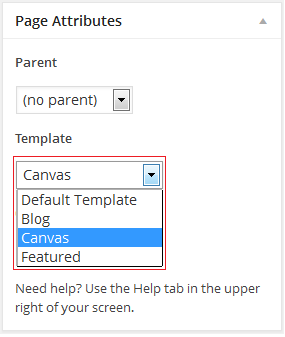 Page Attributes
Parent
(no parent)
Template
Canvas
Default Template
Blog
Canvas
Featured
Need help? Use the Help tab in the upper
right of your screen.